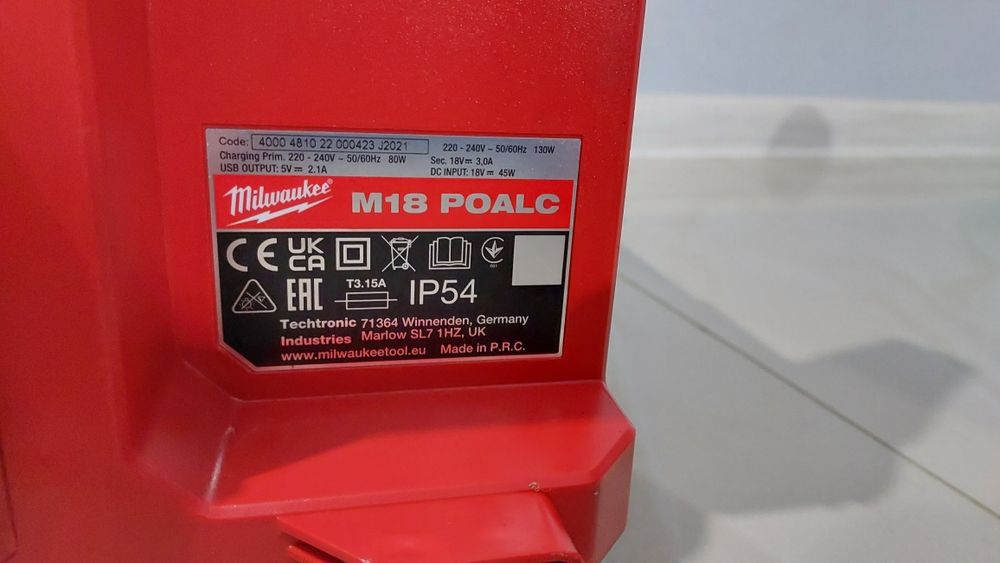 Code: 4000 4810 22 000423 J2021 220 - 240V ~ 50/60Hz 130W
Charging Prim. 220 - 240V ~ 50/60Hz 80W Sec. 18V ⎓ 3,0A
USB OUTPUT: 5V ⎓ 2.1A DC INPUT: 18V ⎓ 45W
Milwaukee® M18 POALC
CE UKCA
EAC T3.15A IP54
Techtronic 71364 Winnenden, Germany
Industries Marlow SL7 1HZ, UK
www.milwaukeetool.eu Made in P.R.C.